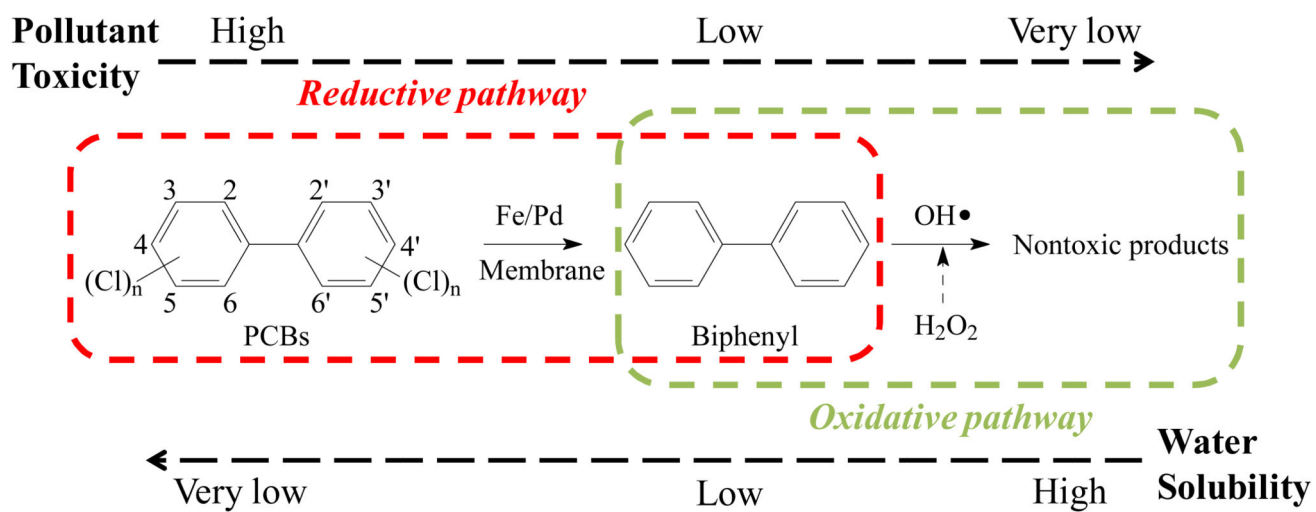 Pollutant
Toxicity
High
Low
Very low
Reductive pathway
3
2
2'
3'
4
4'
(Cl)n
(Cl)n
5
6
6'
5'
PCBs
Fe/Pd
Membrane
Biphenyl
OH•
H₂O₂
Nontoxic products
Oxidative pathway
Water
Solubility
Very low
Low
High